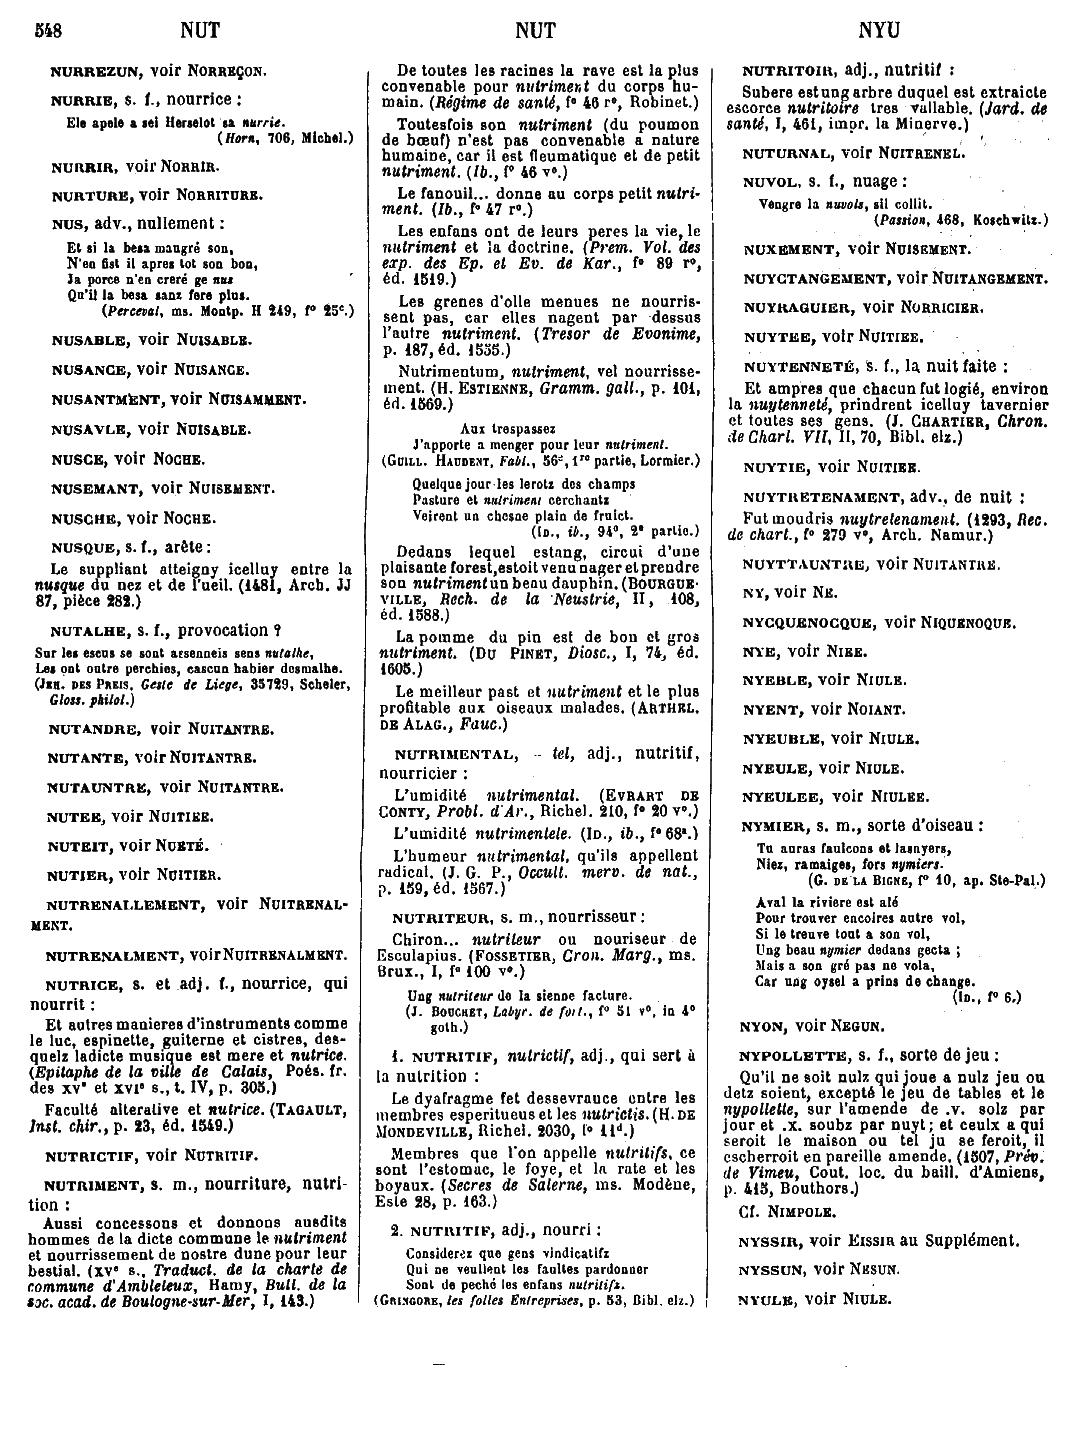 548 NUT NUT NYU
NURREZUN, voir NORREÇON.
NURRIE, s. f., nourrice :
Ele apele a sei Herselot sa nurrie.
(Horn, 706, Michel.)
NURRIR, voir NORRIR.
NURTURE, voir NORRITURE.
NUS, adv., nullement :
Et si la besa maugré son,
N'en fist il apres tot son bon,
Ja porce n'en creré ge nus
Qu'il la besa sanz fere plus.
(Perceval, ms. Montp. H 249, f° 25c.)
NUSABLE, voir NUISABLE.
NUSANCE, voir NUISANCE.
NUSANTMENT, voir NUISAMMENT.
NUSAVLE, voir NUISABLE.
NUSCE, voir NOCHE.
NUSEMANT, voir NUISEMENT.
NUSCHE, voir NOCHE.
NUSQUE, s. f., arête :
Le suppliant atteigny icelluy entre la
nusque du nez et de l'ueil. (1481, Arch. JJ
87, pièce 282.)
NUTALHE, s. f., provocation ?
Sur les escus se sont arsenneis sens nutalhe,
Les ont outre perchies, cascun habier desmalhe.
(JEH. DES PREIS, Geste de Liege, 35729, Scheler,
Gloss. philol.)
NUTANDRE, voir NUITANTRE.
NUTANTE, voir NUITANTRE.
NUTAUNTRE, voir NUITANTRE.
NUTEE, voir NUITIEE.
NUTEIT, voir NUETÉ.
NUTIER, voir NUITIER.
NUTRENALLEMENT, voir NUITRENAL-
MENT.
NUTRENALMENT, voir NUITRENALMENT.
NUTRICE, s. et adj. f., nourrice, qui
nourrit :
Et autres manieres d'instruments comme
le luc, espinette, guiterne et cistres, des-
quelz ladicte musique est mere et nutrice.
(Epitaphe de la ville de Calais, Poés. fr.
des xve et xvie s., t. IV, p. 305.)
Faculté alterative et nutrice. (TAGAULT,
Inst. chir., p. 23, éd. 1549.)
NUTRICTIF, voir NUTRITIF.
NUTRIMENT, s. m., nourriture, nutri-
tion :
Aussi concessons et donnons ausdits
hommes de la dicte commune le nutriment
et nourrissement de nostre dune pour leur
bestial. (xve s., Traduct. de la charte de
commune d'Ambleleux, Hamy, Bull. de la
soc. acad. de Boulogne-sur-Mer, I, 143.)
De toutes les racines la rave est la plus
convenable pour nutriment du corps hu-
main. (Régime de santé, f° 46 r°, Robinet.)
Toutesfois son nutriment (du poumon
de bœuf) n'est pas convenable a nature
humaine, car il est fleumatique et de petit
nutriment. (Ib., f° 46 v°.)
Le fanouil... donne au corps petit nutri-
ment. (Ib., f° 47 r°.)
Les enfans ont de leurs peres la vie, le
nutriment et la doctrine. (Prem. Vol. des
exp. des Ep. et Ev. de Kar., f° 89 r°,
éd. 1519.)
Les grenes d'olle menues ne nourris-
sent pas, car elles nagent par dessus
l'autre nutriment. (Tresor de Evonime,
p. 187, éd. 1555.)
Nutrimentum, nutriment, vel nourrisse-
ment. (H. ESTIENNE, Gramm. gall., p. 101,
éd. 1569.)
Aux trespassez
J'apporte a menger pour leur nutriment.
(GUILL. HAUDENT, Fabl., 56e, 1re partie, Lormier.)
Quelque jour les lerotz des champs
Pasture et nutriment cerchantz
Veirent un chesne plain de fruict.
(ID., ib., 94e, 2e partie.)
Dedans lequel estang, circui d'une
plaisante forest, estoit venu nager et prendre
son nutriment un beau dauphin. (BOURGUE-
VILLE, Rech. de la Neustrie, II, 108,
éd. 1588.)
La pomme du pin est de bon et gros
nutriment. (DU PINET, Diosc., I, 74, éd.
1605.)
Le meilleur past et nutriment et le plus
profitable aux oiseaux malades. (ARTHEL.
DE ALAG., Fauc.)
NUTRIMENTAL, - tel, adj., nutritif,
nourricier :
L'umidité nutrimental. (EVRART DE
CONTY, Probl. d'Ar., Richel. 210, f° 20 v°.)
L'umidité nutrimentele. (ID., ib., f° 68a.)
L'humeur nutrimental, qu'ils appellent
radical. (J. G. P., Occult. merv. de nat.,
p. 159, éd. 1567.)
NUTRITEUR, s. m., nourrisseur :
Chiron... nutriteur ou nouriseur de
Esculapius. (FOSSETIER, Cron. Marg., ms.
Brux., I, f° 100 v°.)
Ung nutriteur de la sienne facture.
(J. BOUCHET, Labyr. de fort., f° 51 v°, in 4°
goth.)
1. NUTRITIF, nutrictif, adj., qui sert à
la nutrition :
Le dyafragme fet dessevrauce entre les
membres esperitueus et les nutrictis. (H. DE
MONDEVILLE, Richel. 2030, f° 11d.)
Membres que l'on appelle nutritifs, ce
sont l'estomac, le foye, et la rate et les
boyaux. (Secres de Salerne, ms. Modène,
Este 28, p. 163.)
2. NUTRITIF, adj., nourri :
Considerez que gens vindicatifz
Qui ne veullent les faultes pardonner
Sont de peché les enfans nutritifz.
(GRINGORE, les folles Entreprises, p. 53, Bibl. elz.)
NUTRITOIR, adj., nutritif :
Subere est ung arbre duquel est extraicte
escorce nutritoire tres vallable. (Jard. de
santé, I, 461, impr. la Minerve.)
NUTURNAL, voir NUITRENEL.
NUVOL, s. f., nuage :
Vengre la nuvols, sil collit.
(Passion, 468, Koschwitz.)
NUXEMENT, voir NUISEMENT.
NUYCTANGEMENT, voir NUITANGEMENT.
NUYRAGUIER, voir NORRICIER.
NUYTEE, voir NUITIEE.
NUYTENNETÉ, s. f., la nuit faite :
Et ampres que chacun fut logié, environ
la nuytenneté, prindrent icelluy tavernier
et toutes ses gens. (J. CHARTIER, Chron.
de Charl. VII, II, 70, Bibl. elz.)
NUYTIE, voir NUITIEE.
NUYTRETENAMENT, adv., de nuit :
Fut moudris nuytretenament. (1293, Rec.
de chart., f° 279 v°, Arch. Namur.)
NUYTTAUNTRE, voir NUITANTRE.
NY, voir NE.
NYCQUENOCQUE, voir NIQUENOQUE.
NYE, voir NIEE.
NYEBLE, voir NIULE.
NYENT, voir NOIANT.
NYEUBLE, voir NIULE.
NYEULE, voir NIULE.
NYEULEE, voir NIULEE.
NYMIER, s. m., sorte d'oiseau :
Tu auras faulcons et lasnyers,
Niez, ramaiges, fors nymiers.
(G. DE LA BIGNE, f° 10, ap. Ste-Pal.)
Aval la riviere est alé
Pour trouver encoires autre vol,
Si le treuve tout a son vol,
Ung beau nymier dedans gecta ;
Mais a son gré pas ne vola,
Car ung oysel a prins de change.
(ID., f° 6.)
NYON, voir NEGUN.
NYPOLLETTE, s. f., sorte de jeu :
Qu'il ne soit nulz qui joue a nulz jeu ou
detz soient, excepté le jeu de tables et le
nypollette, sur l'amende de .v. solz par
jour et .x. soubz par nuyt ; et ceulx a qui
seroit le maison ou tel ju se feroit, il
escherroit en pareille amende. (1507, Prév.
de Vimeu, Cout. loc. du baill. d'Amiens,
p. 415, Bouthors.)
Cf. NIMPOLE.
NYSSIR, voir EISSIR au Supplément.
NYSSUN, voir NESUN.
NYULE, voir NIULE.